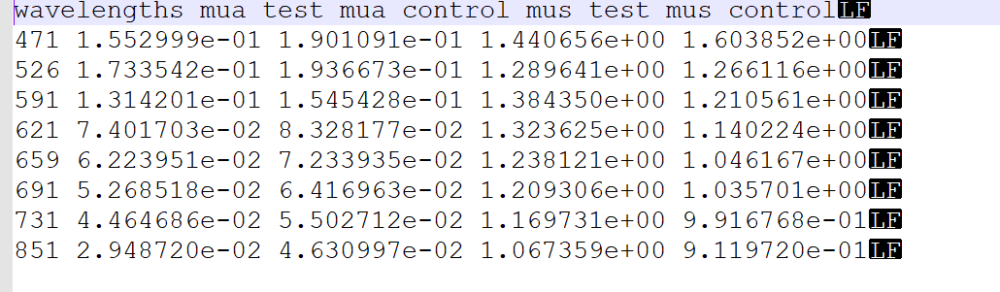 wavelengths mua test mua control mus test mus controlLF
471 1.552999e-01 1.901091e-01 1.440656e+00 1.603852e+00LF
526 1.733542e-01 1.936673e-01 1.289641e+00 1.266116e+00LF
591 1.314201e-01 1.545428e-01 1.384350e+00 1.210561e+00LF
621 7.401703e-02 8.328177e-02 1.323625e+00 1.140224e+00LF
659 6.223951e-02 7.233935e-02 1.238121e+00 1.046167e+00LF
691 5.268518e-02 6.416963e-02 1.209306e+00 1.035701e+00LF
731 4.464686e-02 5.502712e-02 1.169731e+00 9.916768e-01LF
851 2.948720e-02 4.630997e-02 1.067359e+00 9.119720e-01LF